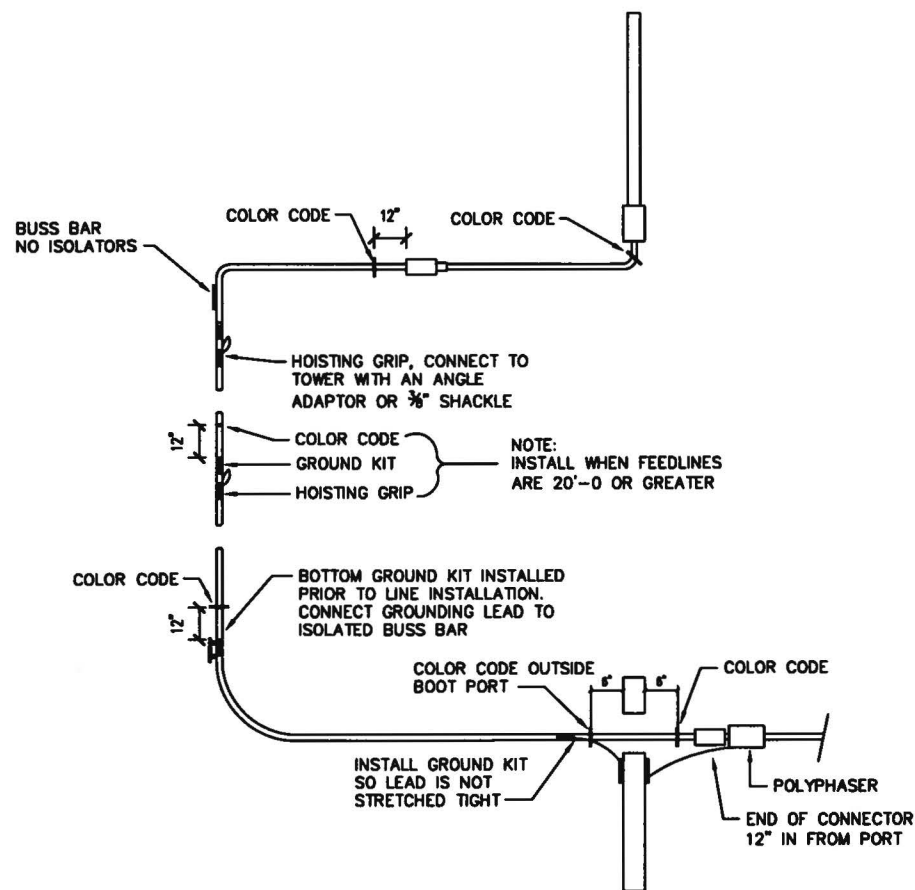 COLOR CODE
12"
COLOR CODE
BUSS BAR
NO ISOLATORS
HOISTING GRIP, CONNECT TO
TOWER WITH AN ANGLE
ADAPTOR OR ⅜" SHACKLE
12"
COLOR CODE
GROUND KIT
HOISTING GRIP
NOTE:
INSTALL WHEN FEEDLINES
ARE 20'-0 OR GREATER
COLOR CODE
12"
BOTTOM GROUND KIT INSTALLED
PRIOR TO LINE INSTALLATION.
CONNECT GROUNDING LEAD TO
ISOLATED BUSS BAR
COLOR CODE OUTSIDE
BOOT PORT
6"
6"
COLOR CODE
INSTALL GROUND KIT
SO LEAD IS NOT
STRETCHED TIGHT
POLYPHASER
END OF CONNECTOR
12" IN FROM PORT